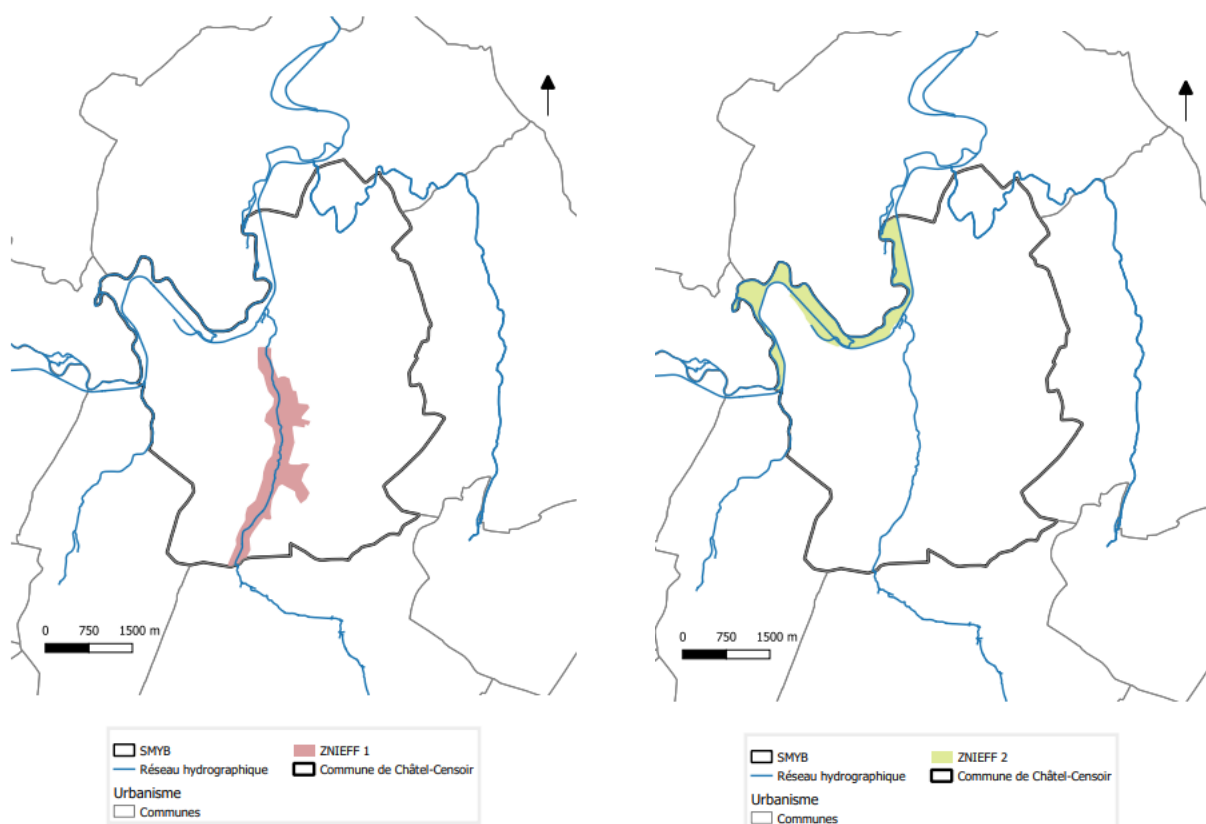 0 750 1500 m
SMYB ZNIEFF 1
Réseau hydrographique Commune de Châtel-Censoir
Urbanisme
Communes
0 750 1500 m
SMYB ZNIEFF 2
Réseau hydrographique Commune de Châtel-Censoir
Urbanisme
Communes